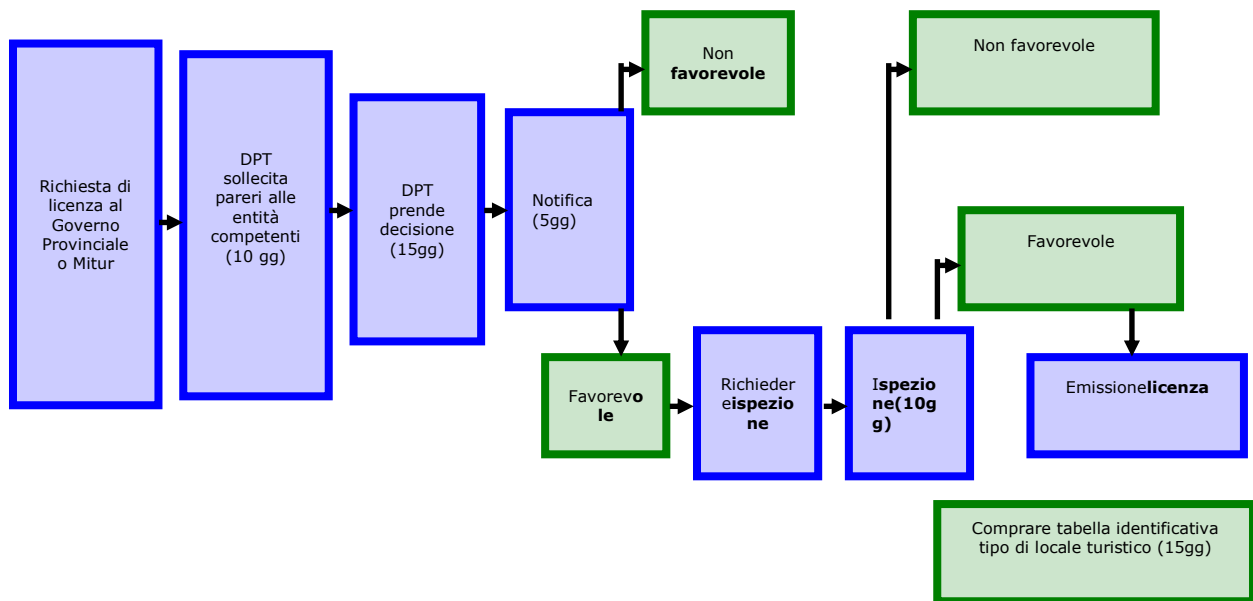 Richiesta di
licenza al
Governo
Provinciale
o Mitur
DPT
sollecita
pareri alle
entità
competenti
(10 gg)
DPT
prende
decisione
(15gg)
Notifica
(5gg)
Non
favorevole
Favorevo
le
Richieder
eispezio
ne
Ispezio
ne(10g
g)
Non favorevole
Favorevole
Emissionelicenza
Comprare tabella identificativa
tipo di locale turistico (15gg)